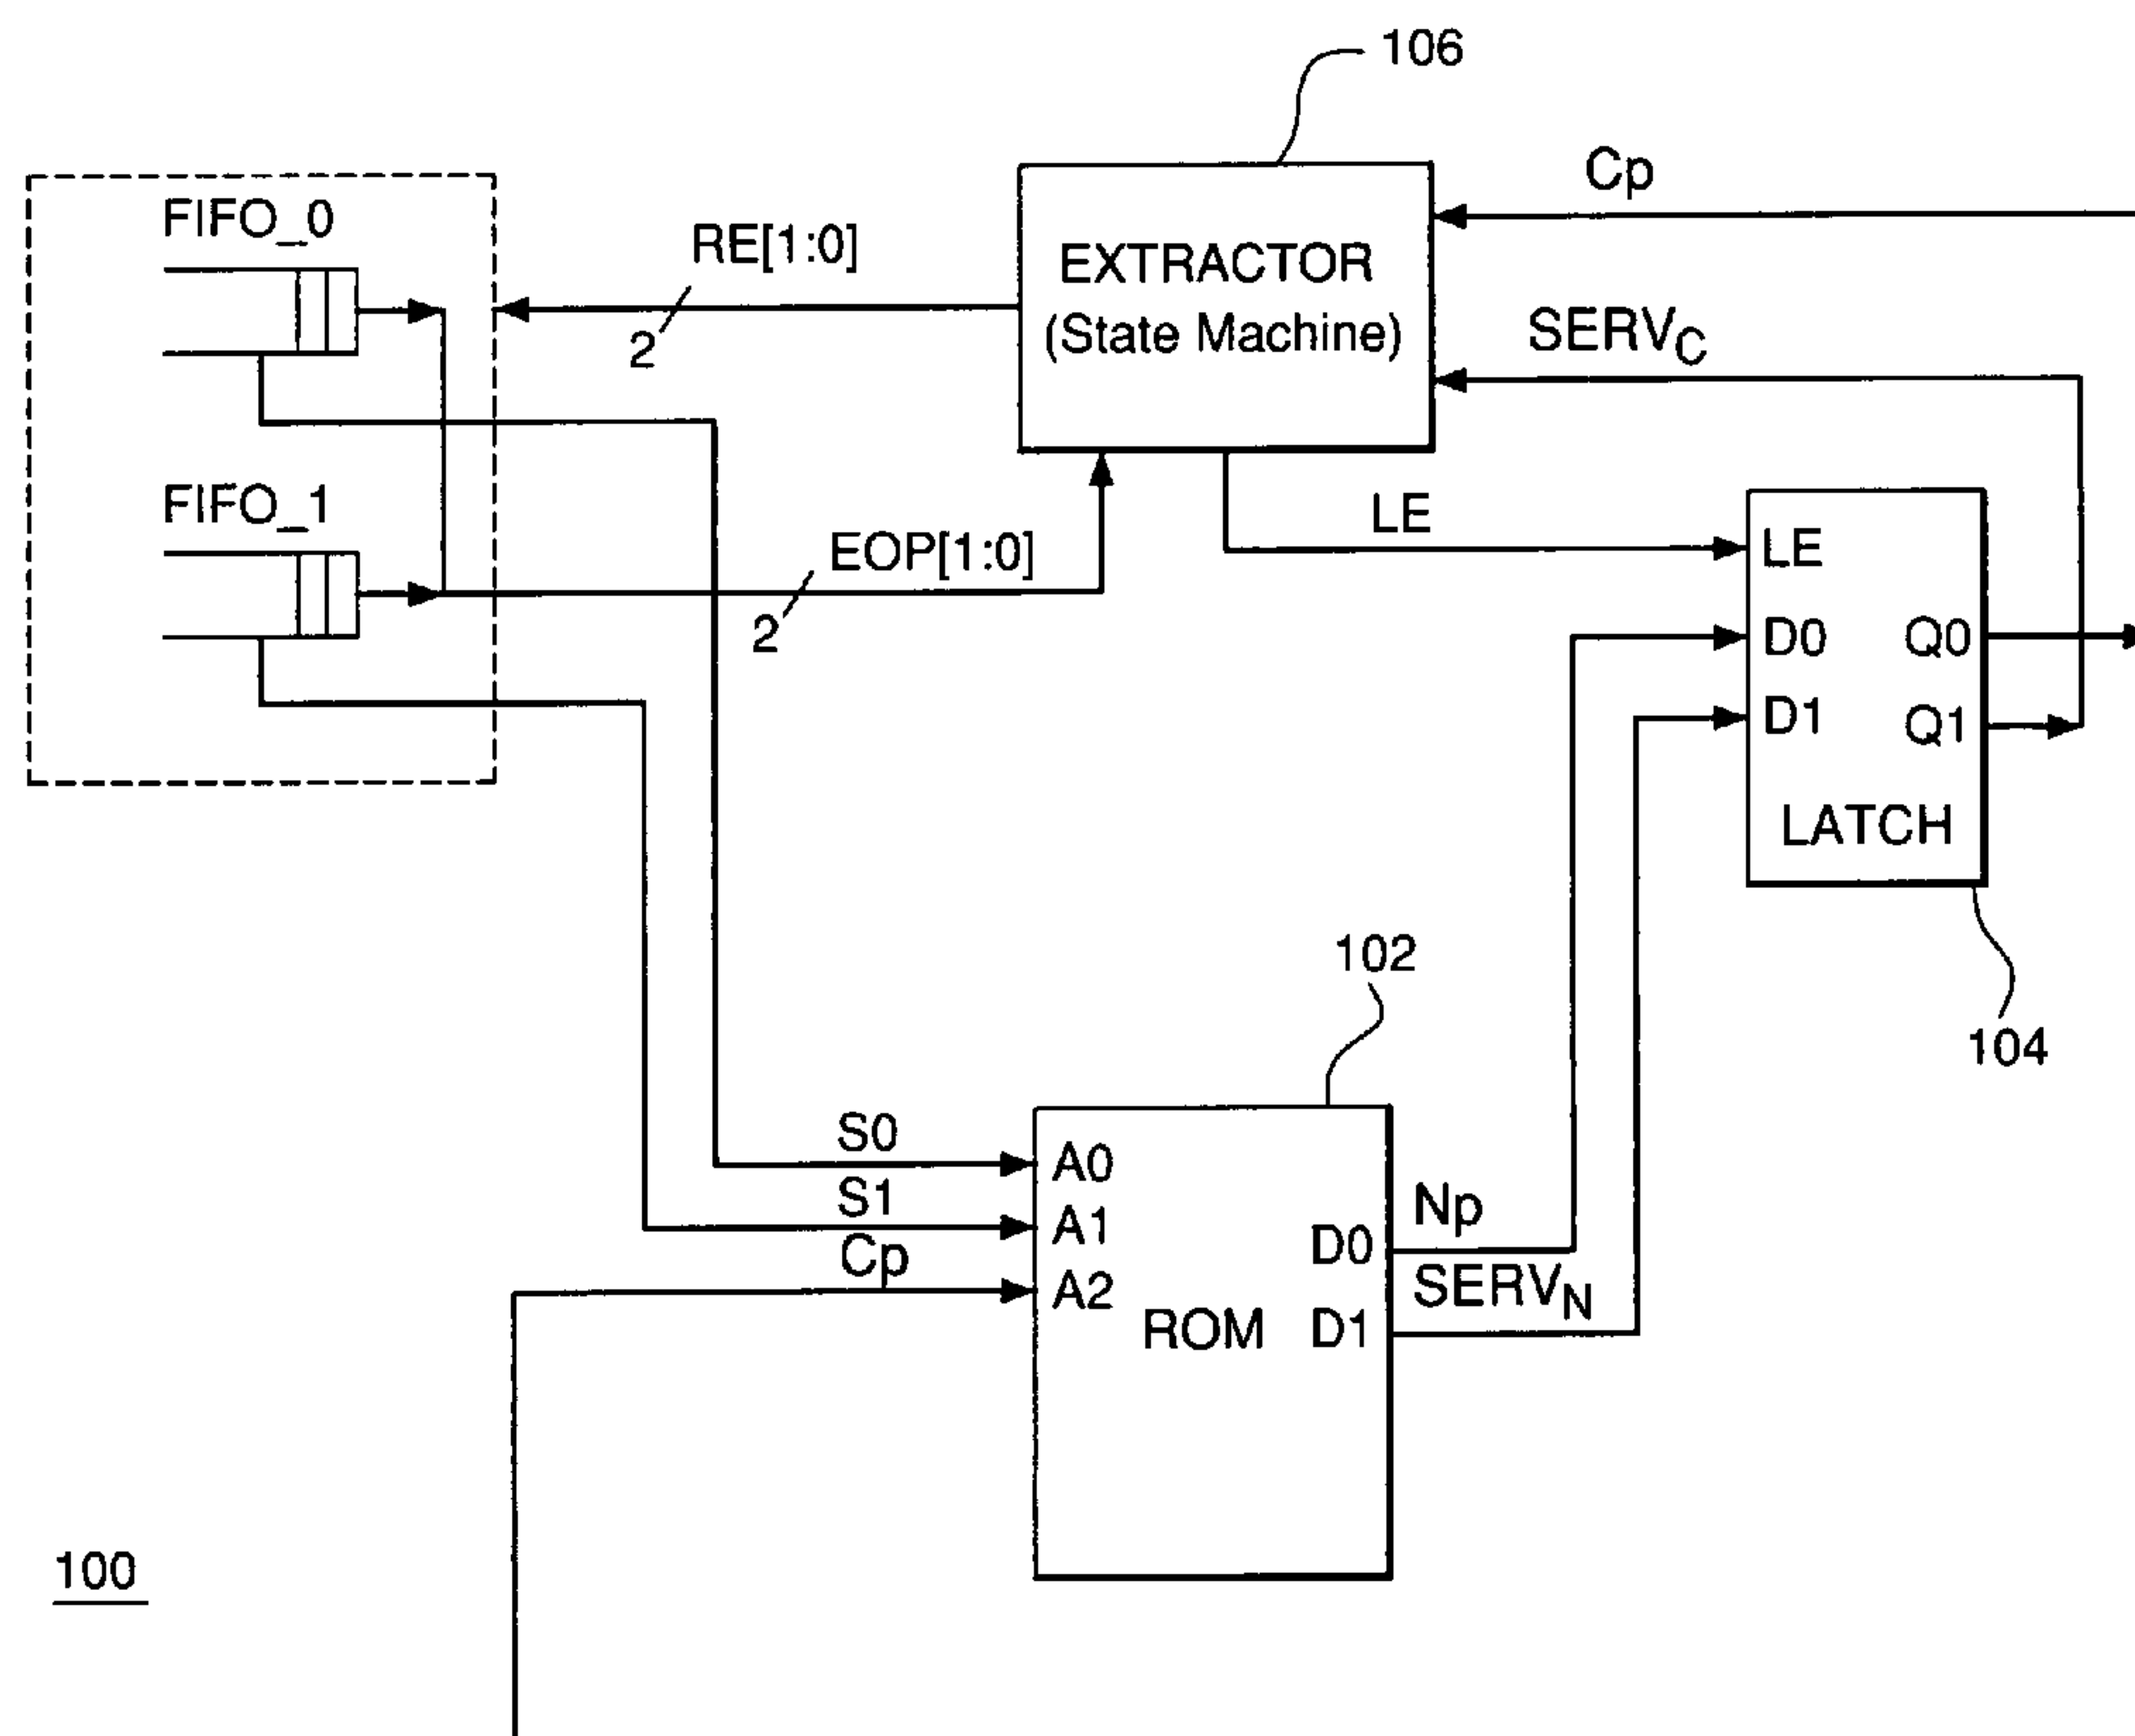 106
Cp
FIFO_0
RE[1:0]
2
EXTRACTOR
(State Machine)
SERVC
FIFO_1
EOP[1:0]
2
LE
LE
D0
Q0
D1
Q1
LATCH
104
102
S0
A0
S1
A1
Cp
A2
ROM
D0
Np
D1
SERVN
100